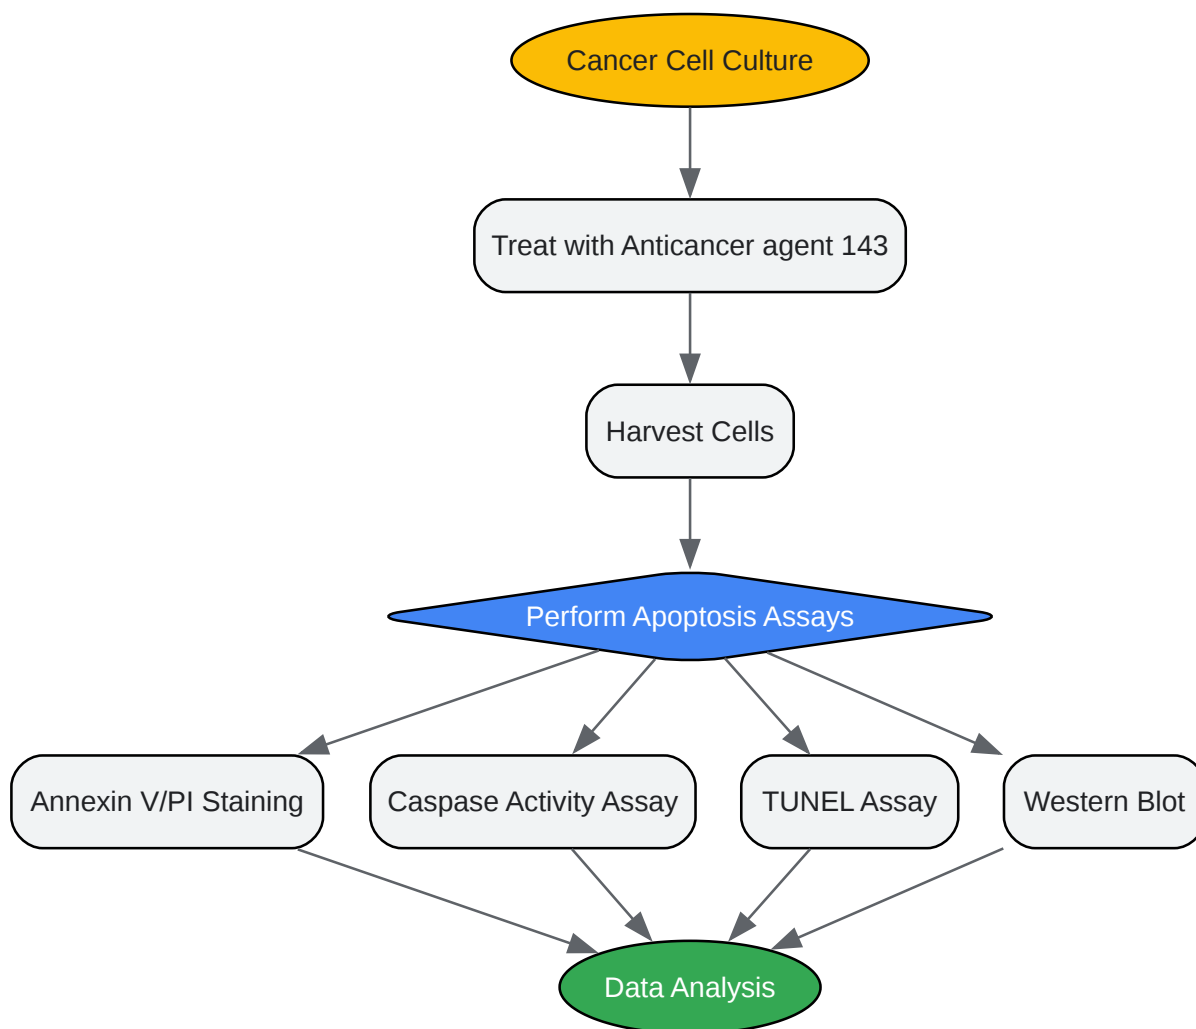 Cancer Cell Culture
Treat with Anticancer agent 143
Harvest Cells
Perform Apoptosis Assays
Annexin V/PI Staining
Caspase Activity Assay
TUNEL Assay
Western Blot
Data Analysis